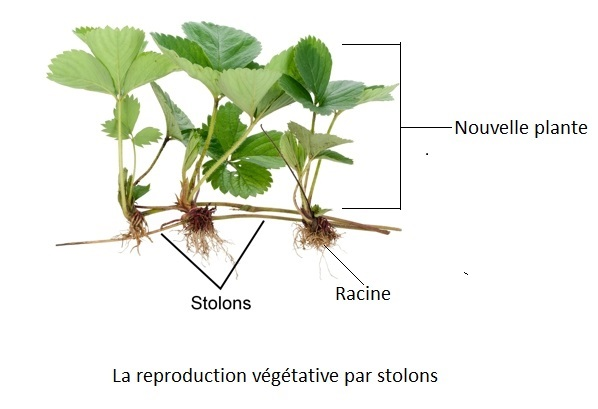 Nouvelle plante
Racine
Stolons
La reproduction végétative par stolons